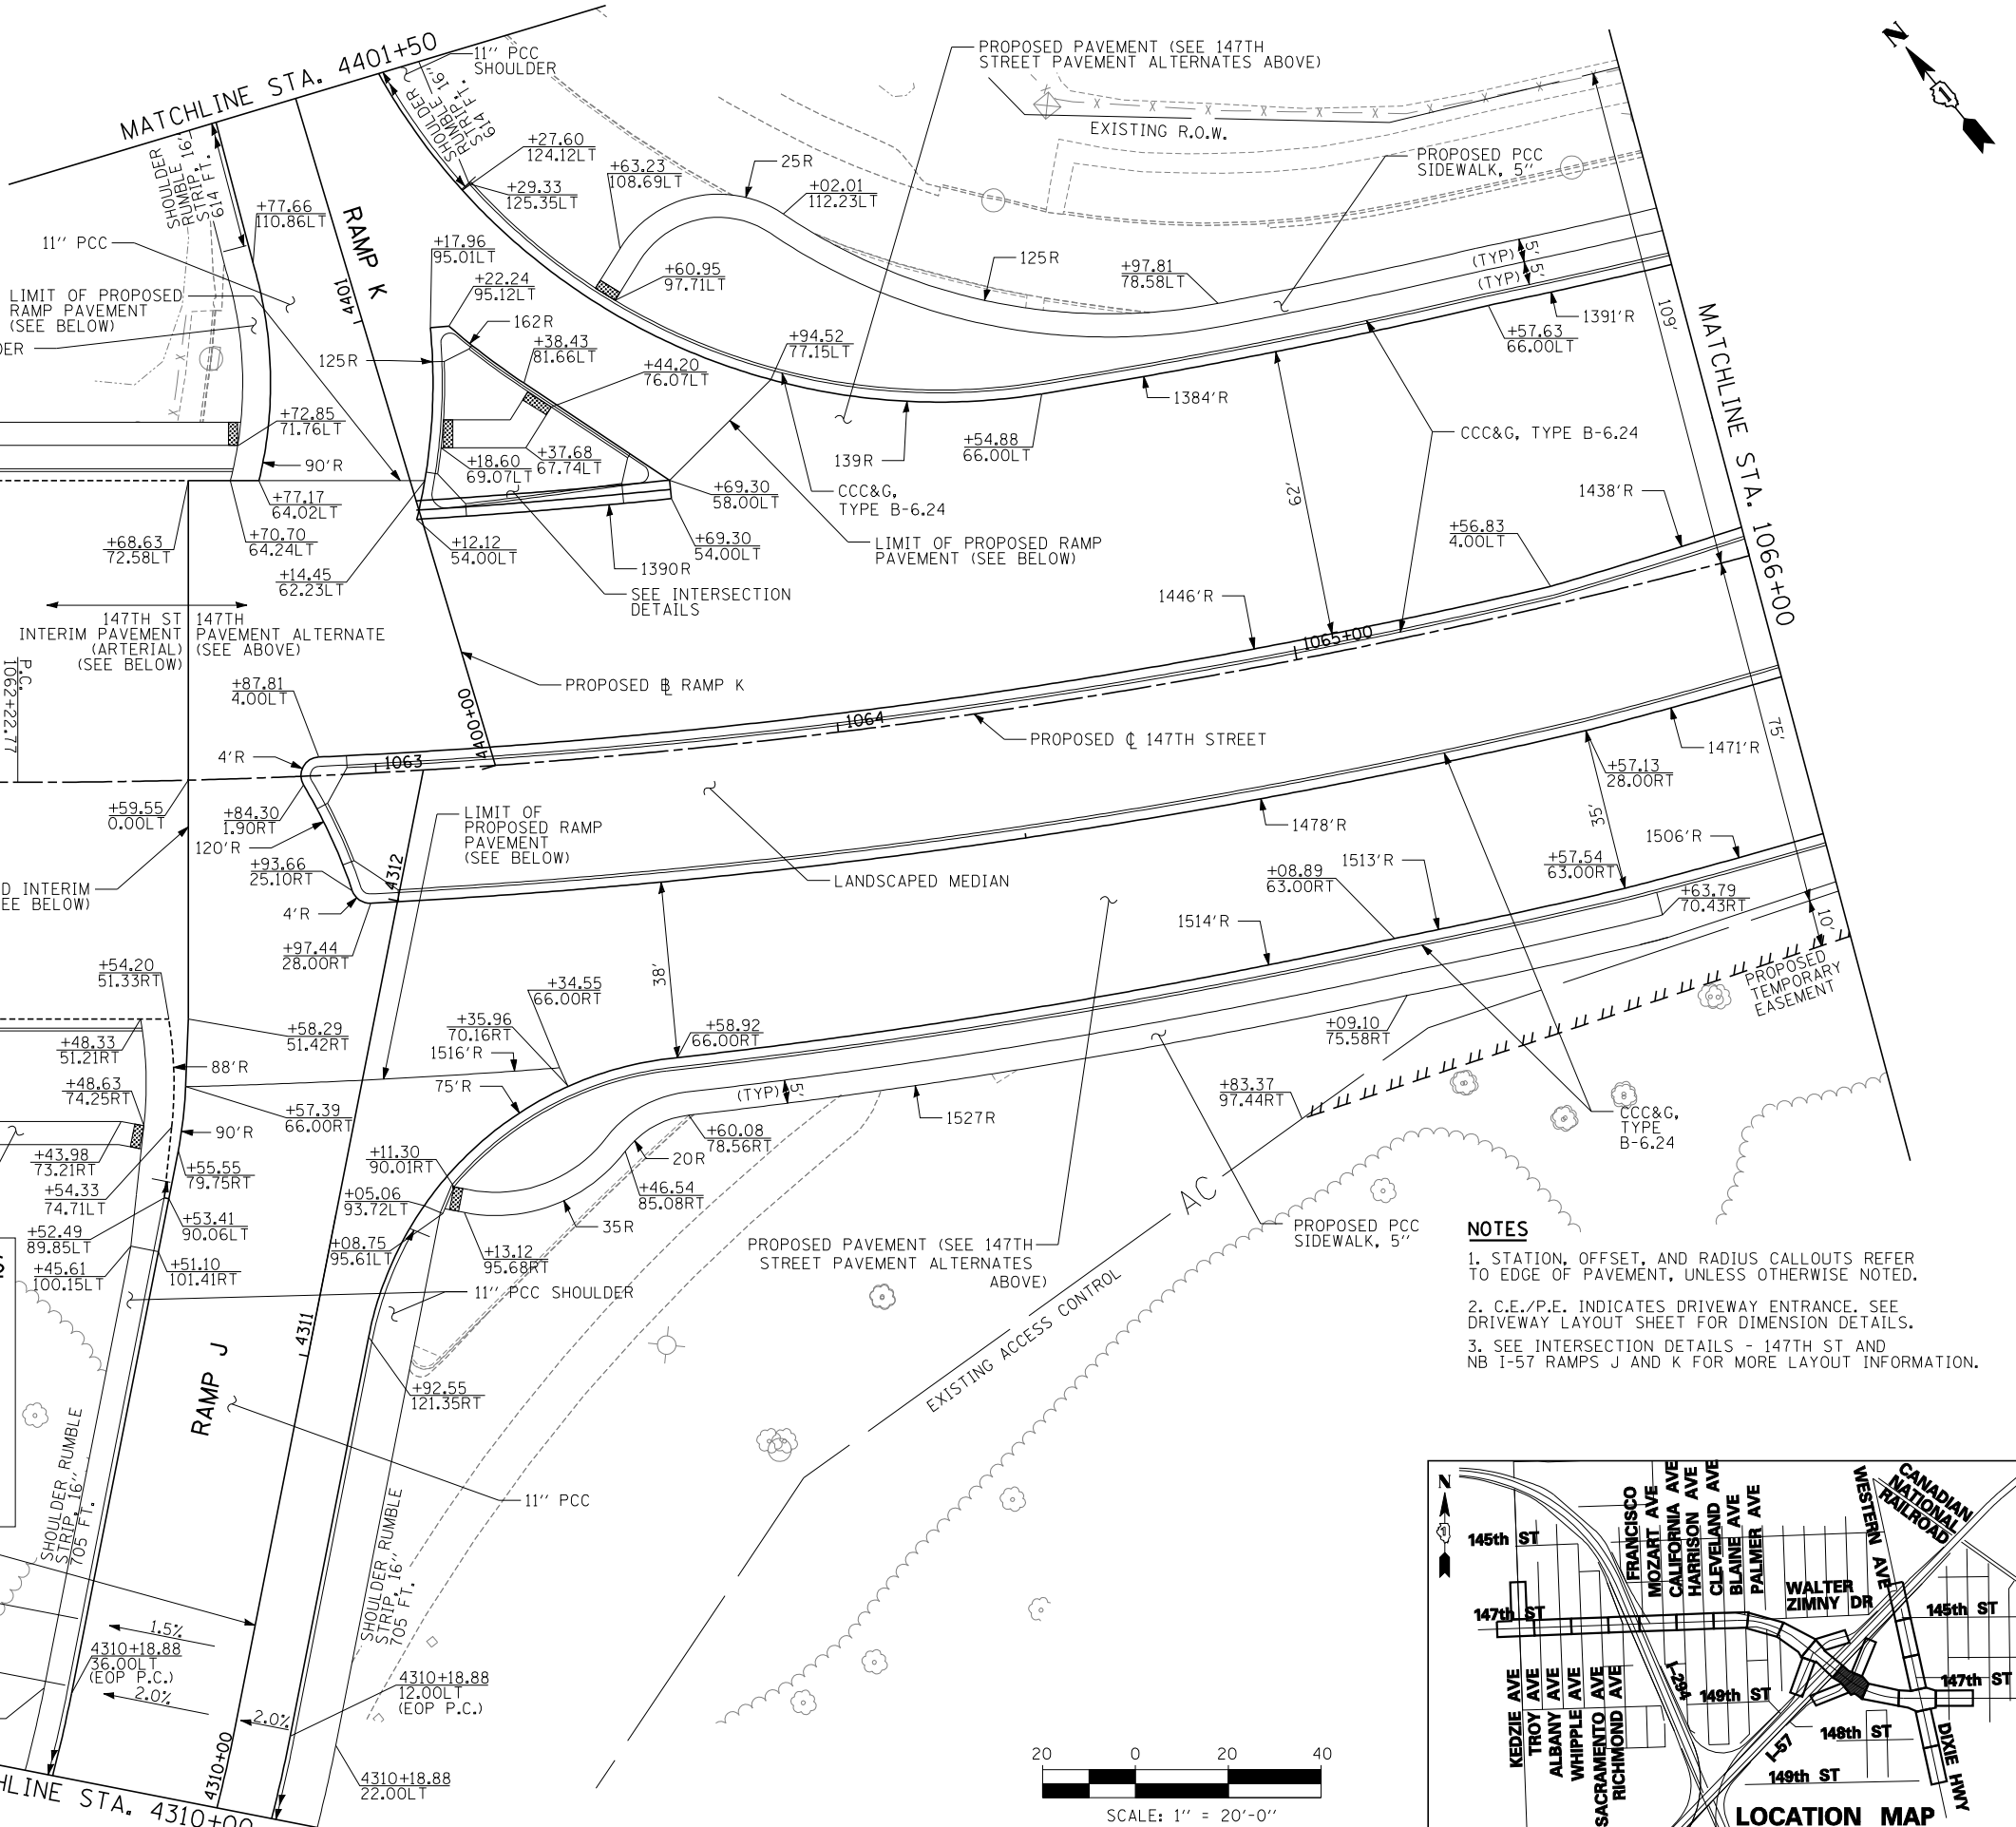 MATCHLINE STA. 4401+50
11'' PCC
SHOULDER
SHOULDER
RUMBLE 16''
STRIP.
614 FT.
PROPOSED PAVEMENT (SEE 147TH
STREET PAVEMENT ALTERNATES ABOVE)
EXISTING R.O.W.
N
SHOULDER
RUMBLE 16''
STRIP.
614 FT.
+27.60
124.12LT
+29.33
125.35LT
+63.23
108.69LT
25R
+02.01
112.23LT
PROPOSED PCC
SIDEWALK, 5''
+77.66
110.86LT
11'' PCC
RAMP K
4401
LIMIT OF PROPOSED
RAMP PAVEMENT
(SEE BELOW)
DER
+17.96
95.01LT
+22.24
95.12LT
+60.95
97.71LT
125R
+97.81
78.58LT
(TYP) 5'
(TYP) 5'
109'
MATCHLINE STA. 1066+00
162R
125R
+38.43
81.66LT
+44.20
76.07LT
+94.52
77.15LT
+57.63
66.00LT
1391'R
1384'R
+72.85
71.76LT
90'R
+18.60
69.07LT
+37.68
67.74LT
139R
+54.88
66.00LT
CCC&G, TYPE B-6.24
62'
+77.17
64.02LT
CCC&G,
TYPE B-6.24
+69.30
58.00LT
1438'R
+68.63
72.58LT
+70.70
64.24LT
+12.12
54.00LT
+69.30
54.00LT
LIMIT OF PROPOSED RAMP
PAVEMENT (SEE BELOW)
+56.83
4.00LT
+14.45
62.23LT
1390R
SEE INTERSECTION
DETAILS
1446'R
147TH ST
INTERIM PAVEMENT
(ARTERIAL)
(SEE BELOW)
147TH
PAVEMENT ALTERNATE
(SEE ABOVE)
1065+00
P.C.
1062+22.77
PROPOSED B RAMP K
4400+00
+87.81
4.00LT
1064
75'
4'R
1063
PROPOSED ℄ 147TH STREET
1471'R
+57.13
28.00RT
+59.55
0.00LT
+84.30
1.90RT
LIMIT OF
PROPOSED RAMP
PAVEMENT
(SEE BELOW)
120'R
1478'R
35'
1506'R
+93.66
25.10RT
4312
1513'R
+57.54
63.00RT
+08.89
63.00RT
D INTERIM
EE BELOW)
LANDSCAPED MEDIAN
+63.79
70.43RT
4'R
1514'R
10'
+97.44
28.00RT
+54.20
51.33RT
38'
PROPOSED
TEMPORARY
EASEMENT
+34.55
66.00RT
+58.29
51.42RT
+35.96
70.16RT
+58.92
66.00RT
+09.10
75.58RT
+48.33
51.21RT
1516'R
88'R
75'R
(TYP) 5'
+48.63
74.25RT
+83.37
97.44RT
+57.39
66.00RT
1527R
CCC&G,
TYPE
B-6.24
90'R
+60.08
78.56RT
+43.98
73.21RT
+55.55
79.75RT
+11.30
90.01RT
20R
+54.33
74.71LT
+05.06
93.72LT
+46.54
85.08RT
AC
+52.49
89.85LT
+53.41
90.06LT
35R
PROPOSED PCC
SIDEWALK, 5''
+08.75
95.61LT
+13.12
95.68RT
PROPOSED PAVEMENT (SEE 147TH
STREET PAVEMENT ALTERNATES
ABOVE)
+45.61
100.15LT
+51.10
101.41RT
11'' PCC SHOULDER
EXISTING ACCESS CONTROL
NOTES
1. STATION, OFFSET, AND RADIUS CALLOUTS REFER
TO EDGE OF PAVEMENT, UNLESS OTHERWISE NOTED.
2. C.E./P.E. INDICATES DRIVEWAY ENTRANCE. SEE
DRIVEWAY LAYOUT SHEET FOR DIMENSION DETAILS.
3. SEE INTERSECTION DETAILS - 147TH ST AND
NB I-57 RAMPS J AND K FOR MORE LAYOUT INFORMATION.
4311
RAMP J
+92.55
121.35RT
11'' PCC
SHOULDER RUMBLE
STRIP, 16''
705 FT.
SHOULDER RUMBLE
STRIP, 16''
705 FT.
1.5%
4310+18.88
36.00LT
(EOP P.C.)
2.0%
2.0%
4310+18.88
12.00LT
(EOP P.C.)
4310+00
4310+18.88
22.00LT
HLINE STA. 4310+00
20 0 20 40
SCALE: 1'' = 20'-0''
N
145th ST
147th ST
FRANCISCO
MOZART AVE
CALIFORNIA AVE
HARRISON AVE
CLEVELAND AVE
BLAINE AVE
PALMER AVE
WESTERN AVE
CANADIAN
NATIONAL
RAILROAD
WALTER
ZIMNY DR
145th ST
147th ST
KEDZIE AVE
TROY AVE
ALBANY AVE
WHIPPLE AVE
SACRAMENTO AVE
RICHMOND AVE
I-294
149th ST
148th ST
I-57
149th ST
DIXIE HWY
LOCATION MAP